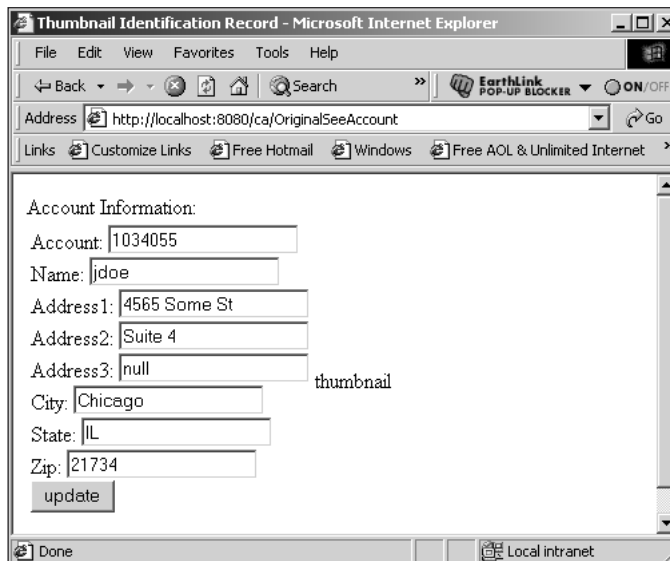 Thumbnail Identification Record - Microsoft Internet Explorer
File Edit View Favorites Tools Help
Back Search » EarthLink POP-UP BLOCKER ON/OFF
Address http://localhost:8080/ca/OriginalSeeAccount Go
Links Customize Links Free Hotmail Windows Free AOL & Unlimited Internet »
Account Information:
Account: 1034055
Name: jdoe
Address1: 4565 Some St
Address2: Suite 4
Address3: null
thumbnail
City: Chicago
State: IL
Zip: 21734
update
Done Local intranet